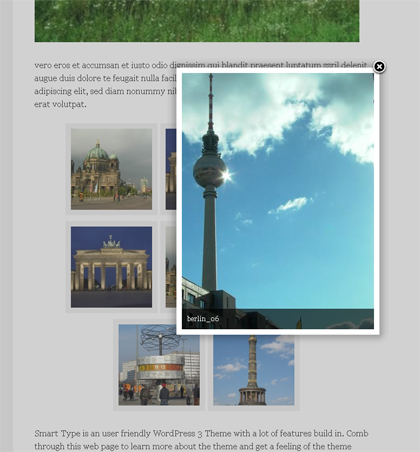 vero eros et accumsan et iusto odio dignissim qui blandit praesent luptatum zzril delenit
augue duis dolore te feugait nulla facil
adipiscing elit, sed diam nonummy nib
erat volutpat.
berlin_06
Smart Type is an user friendly WordPress 3 Theme with a lot of features build in. Comb
through this web page to learn more about the theme and get a feeling of the theme